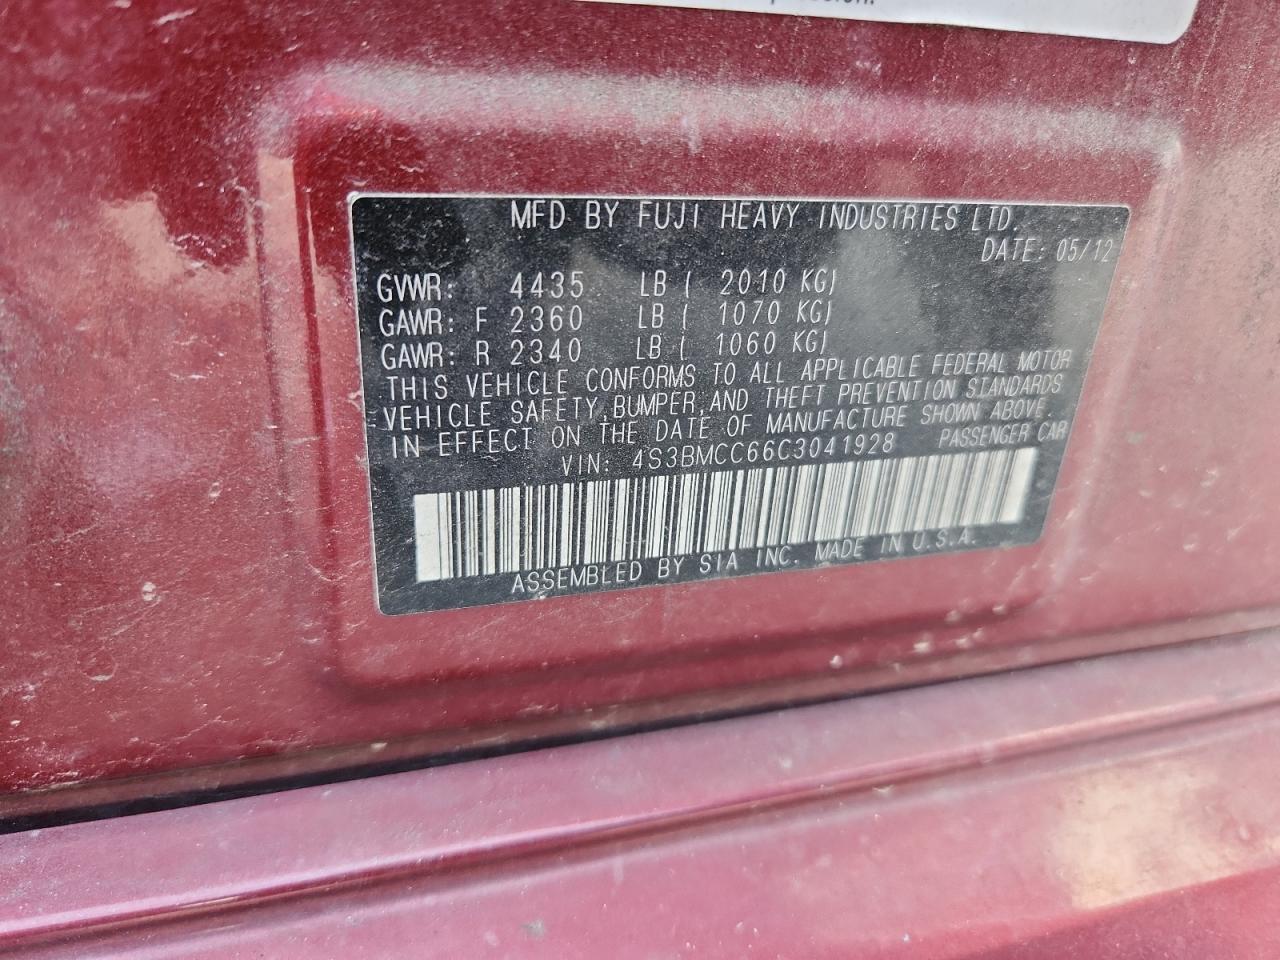 MFD BY FUJI HEAVY INDUSTRIES LTD.
DATE: 05/12
GVWR: 4435 LB ( 2010 KG)
GAWR: F 2360 LB ( 1070 KG)
GAWR: R 2340 LB ( 1060 KG)
THIS VEHICLE CONFORMS TO ALL APPLICABLE FEDERAL MOTOR
VEHICLE SAFETY, BUMPER, AND THEFT PREVENTION STANDARDS
IN EFFECT ON THE DATE OF MANUFACTURE SHOWN ABOVE.
VIN: 4S3BMCC66C3041928 PASSENGER CAR
ASSEMBLED BY SIA INC. MADE IN U.S.A.